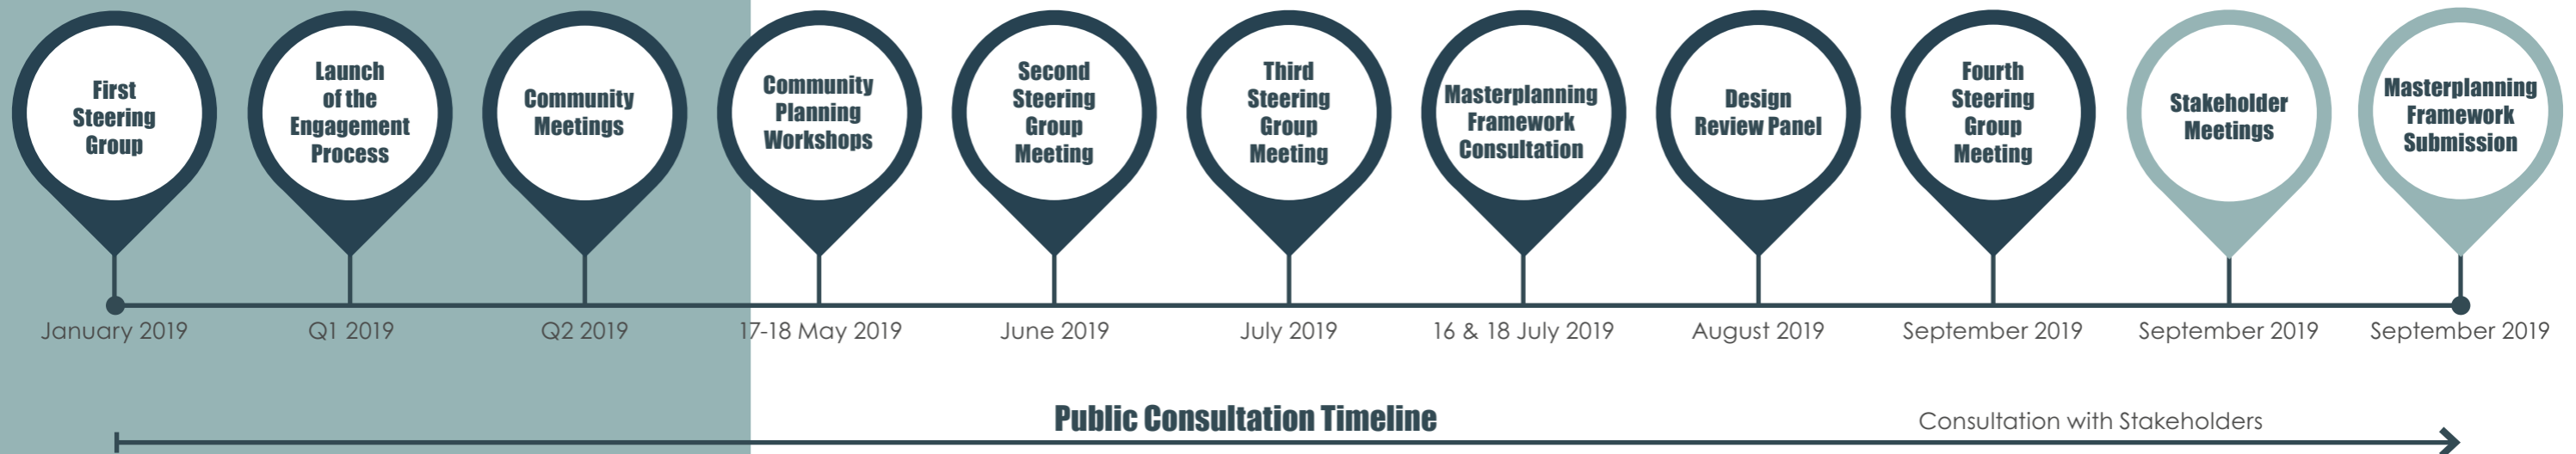 First
Steering
Group
Launch
of the
Engagement
Process
Community
Meetings
Community
Planning
Workshops
Second
Steering
Group
Meeting
Third
Steering
Group
Meeting
Masterplanning
Framework
Consultation
Design
Review Panel
Fourth
Steering
Group
Meeting
Stakeholder
Meetings
Masterplanning
Framework
Submission
January 2019
Q1 2019
Q2 2019
17-18 May 2019
June 2019
July 2019
16 & 18 July 2019
August 2019
September 2019
September 2019
September 2019
Public Consultation Timeline
Consultation with Stakeholders